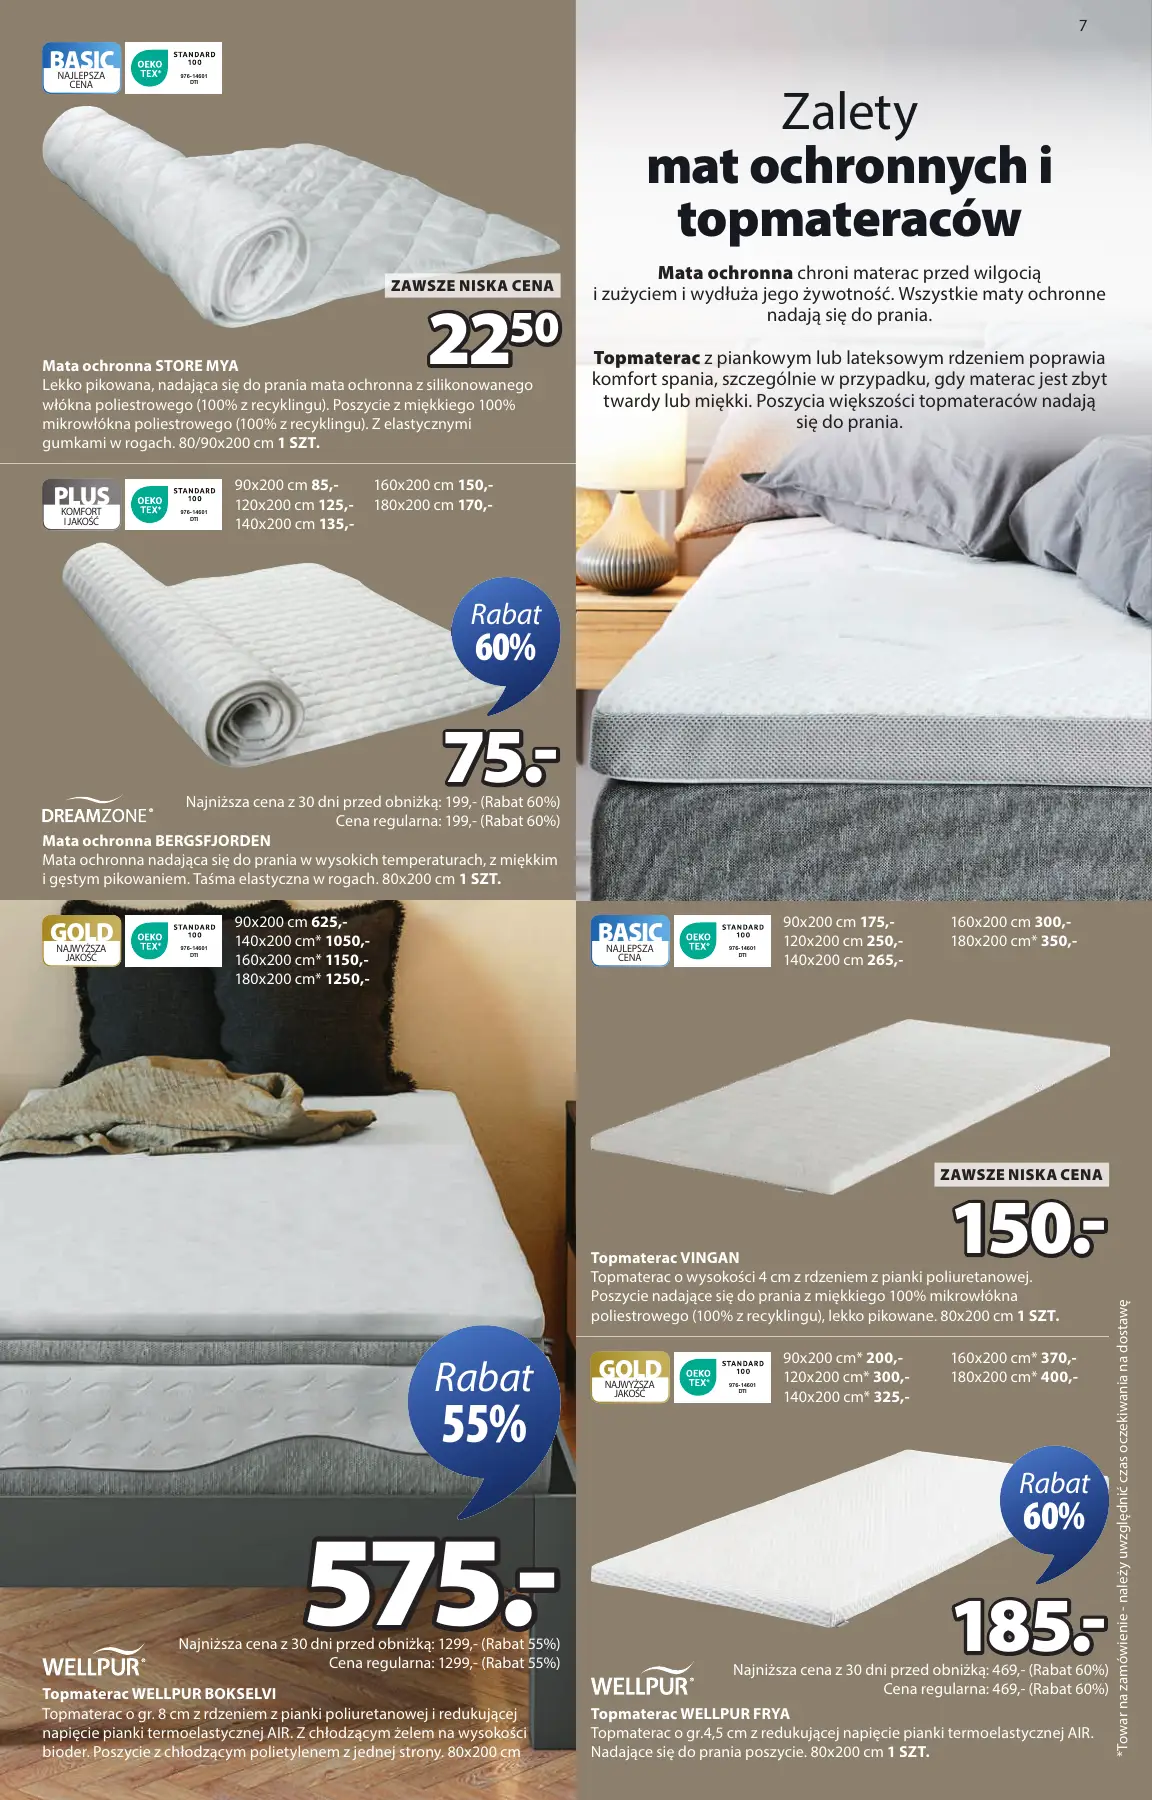 7
BASIC
NAJLEPSZA
CENA
OEKO
TEX®
STANDARD
100
976-14601
DTI
ZAWSZE NISKA CENA
22 50
Mata ochronna STORE MYA
Lekko pikowana, nadająca się do prania mata ochronna z silikonowanego
włókna poliestrowego (100% z recyklingu). Poszycie z miękkiego 100%
mikrowłókna poliestrowego (100% z recyklingu). Z elastycznymi
gumkami w rogach. 80/90x200 cm 1 SZT.
Zalety
mat ochronnych i
topmateraców
Mata ochronna chroni materac przed wilgocią
i zużyciem i wydłuża jego żywotność. Wszystkie maty ochronne
nadają się do prania.
Topmaterac z piankowym lub lateksowym rdzeniem poprawia
komfort spania, szczególnie w przypadku, gdy materac jest zbyt
twardy lub miękki. Poszycia większości topmateraców nadają
się do prania.
PLUS
KOMFORT
I JAKOŚĆ
OEKO
TEX®
STANDARD
100
976-14601
DTI
90x200 cm 85,-
120x200 cm 125,-
140x200 cm 135,-
160x200 cm 150,-
180x200 cm 170,-
Rabat
60%
75.-
DREAMZONE®
Najniższa cena z 30 dni przed obniżką: 199,- (Rabat 60%)
Cena regularna: 199,- (Rabat 60%)
Mata ochronna BERGSFJORDEN
Mata ochronna nadająca się do prania w wysokich temperaturach, z miękkim
i gęstym pikowaniem. Taśma elastyczna w rogach. 80x200 cm 1 SZT.
GOLD
NAJWYŻSZA
JAKOŚĆ
OEKO
TEX®
STANDARD
100
976-14601
DTI
90x200 cm 625,-
140x200 cm* 1050,-
160x200 cm* 1150,-
180x200 cm* 1250,-
Rabat
55%
575.-
WELLPUR®
Najniższa cena z 30 dni przed obniżką: 1299,- (Rabat 55%)
Cena regularna: 1299,- (Rabat 55%)
Topmaterac WELLPUR BOKSELVI
Topmaterac o gr. 8 cm z rdzeniem z pianki poliuretanowej i redukującej
napięcie pianki termoelastycznej AIR. Z chłodzącym żelem na wysokości
bioder. Poszycie z chłodzącym polietylenem z jednej strony. 80x200 cm
BASIC
NAJLEPSZA
CENA
OEKO
TEX®
STANDARD
100
976-14601
DTI
90x200 cm 175,-
120x200 cm 250,-
140x200 cm 265,-
160x200 cm 300,-
180x200 cm* 350,-
ZAWSZE NISKA CENA
150.-
Topmaterac VINGAN
Topmaterac o wysokości 4 cm z rdzeniem z pianki poliuretanowej.
Poszycie nadające się do prania z miękkiego 100% mikrowłókna
poliestrowego (100% z recyklingu), lekko pikowane. 80x200 cm 1 SZT.
GOLD
NAJWYŻSZA
JAKOŚĆ
OEKO
TEX®
STANDARD
100
976-14601
DTI
90x200 cm* 200,-
120x200 cm* 300,-
140x200 cm* 325,-
160x200 cm* 370,-
180x200 cm* 400,-
Rabat
60%
185.-
WELLPUR®
Najniższa cena z 30 dni przed obniżką: 469,- (Rabat 60%)
Cena regularna: 469,- (Rabat 60%)
Topmaterac WELLPUR FRYA
Topmaterac o gr.4,5 cm z redukującej napięcie pianki termoelastycznej AIR.
Nadające się do prania poszycie. 80x200 cm 1 SZT.
*Towar na zamówienie - należy uwzględnić czas oczekiwania na dostawę